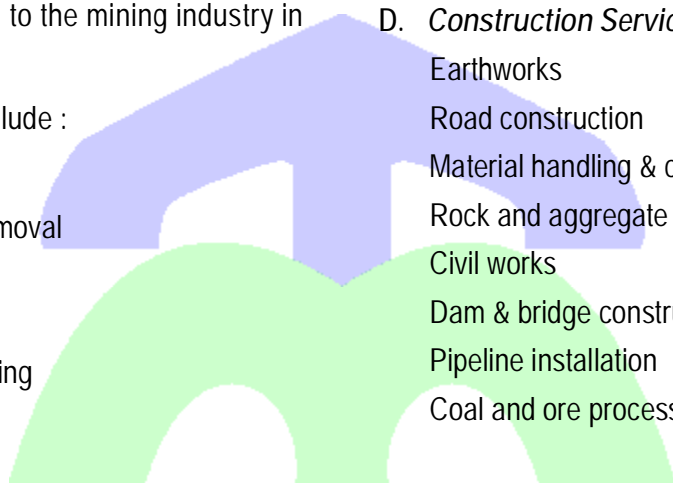 to the mining industry in
lude :
moval
ing
D. Construction Servic
Earthworks
Road construction
Material handling & c
Rock and aggregate
Civil works
Dam & bridge constru
Pipeline installation
Coal and ore process